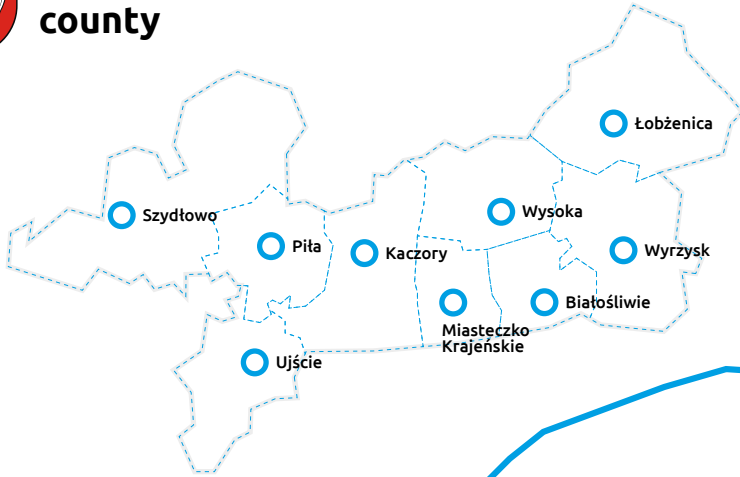 county
Łobżenica
Szydłowo
Wysoka
Piła
Kaczory
Wyrzysk
Białośliwie
Miasteczko
Krajeńskie
Ujście